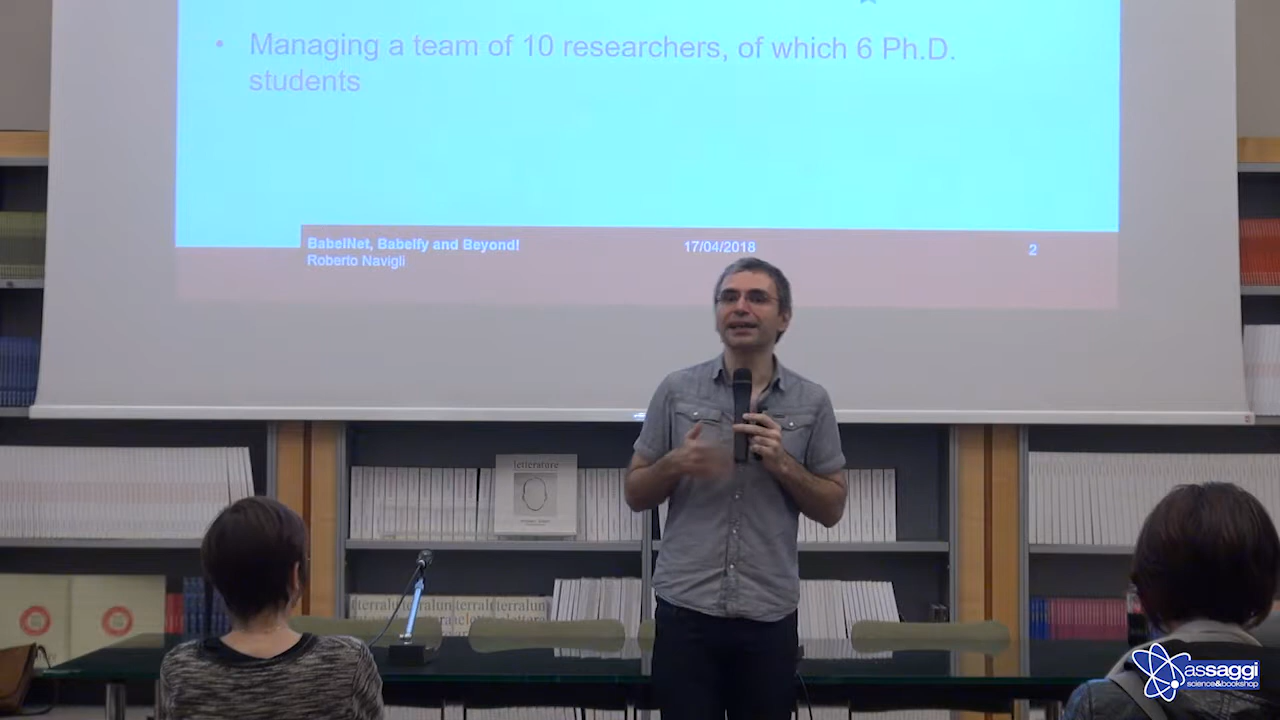 • Managing a team of 10 researchers, of which 6 Ph.D.
students
BabelNet, Babelfy and Beyond!
17/04/2018
2
Roberto Navigli
letterature
assaggi
science&bookshop